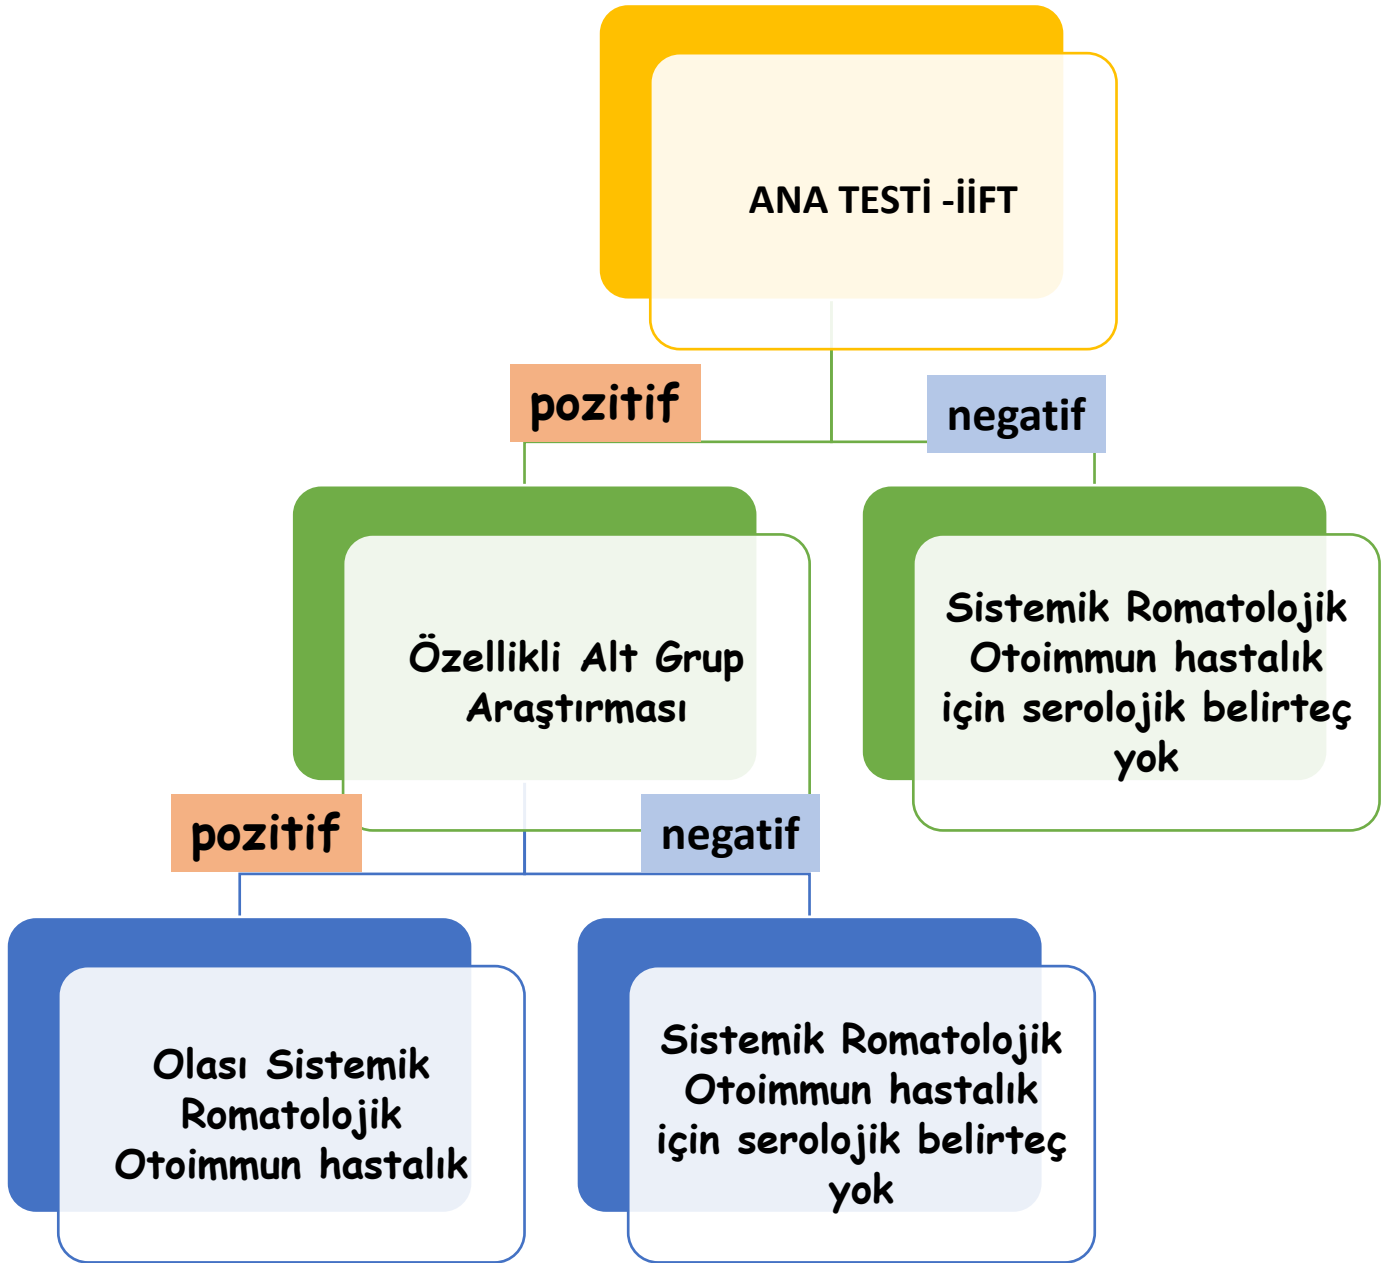 ANA TESTİ -İİFT
pozitif
negatif
Özellikli Alt Grup
Araştırması
Sistemik Romatolojik
Otoimmun hastalık
için serolojik belirteç
yok
pozitif
negatif
Olası Sistemik
Romatolojik
Otoimmun hastalık
Sistemik Romatolojik
Otoimmun hastalık
için serolojik belirteç
yok